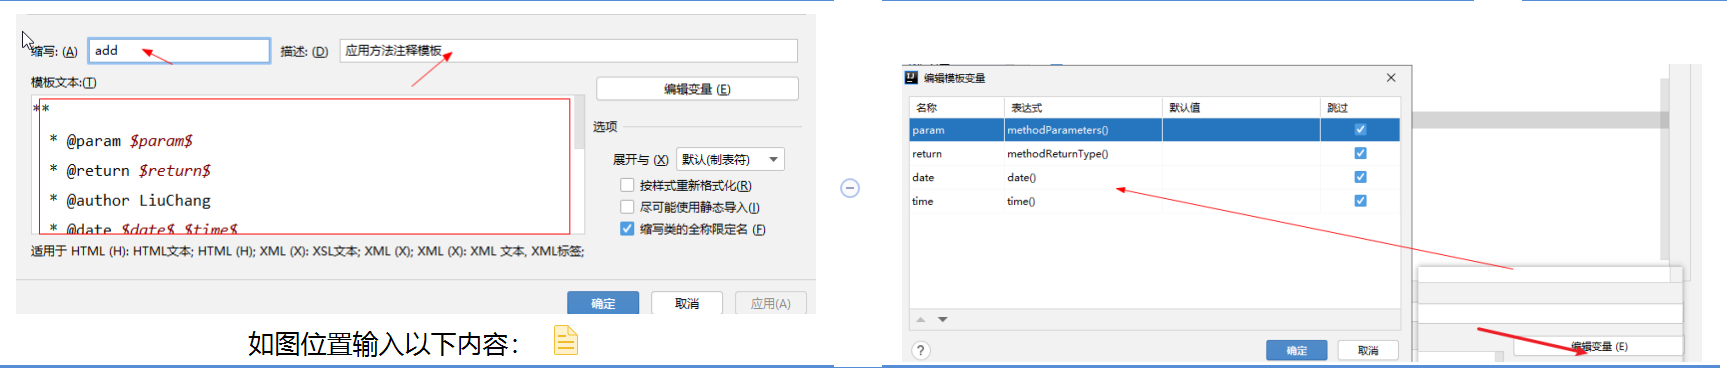 缩写: (A)
add
描述: (D)
应用方法注释模板
模板文本:(T)
**
* @param $param$
* @return $return$
* @author LiuChang
* @date $date$ $time$
编辑变量 (E)
选项
展开与 (X)
默认(制表符)
按样式重新格式化(R)
尽可能使用静态导入(I)
缩写类的全称限定名 (F)
适用于 HTML (H): HTML文本; HTML (H); XML (X): XSL文本; XML (X); XML (X): XML 文本, XML标签;
确定
取消
应用(A)
如图位置输入以下内容：
编辑模板变量
名称
表达式
默认值
跳过
param
methodParameters()
return
methodReturnType()
date
date()
time
time()
?
确定
取消
编辑变量 (E)